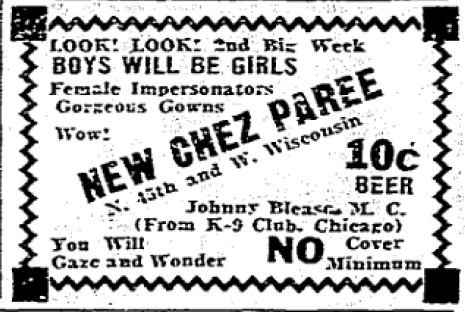 LOOK! LOOK! 2nd Big Week
BOYS WILL BE GIRLS
Female Impersonators
Gorgeous Gowns
Wow!
NEW CHEZ PAREE
N. 45th and W. Wisconsin
10c
BEER
Johnny Blease, M. C.
(From K-9 Club, Chicago)
You Will
Gaze and Wonder
NO Cover
Minimum